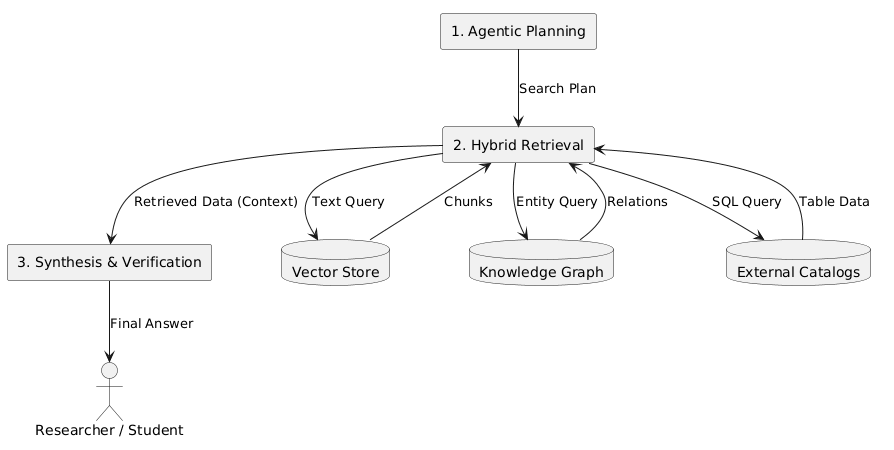 1. Agentic Planning
Search Plan
2. Hybrid Retrieval
Retrieved Data (Context)
Text Query
Chunks
Entity Query
Relations
SQL Query
Table Data
3. Synthesis & Verification
Vector Store
Knowledge Graph
External Catalogs
Final Answer
Researcher / Student